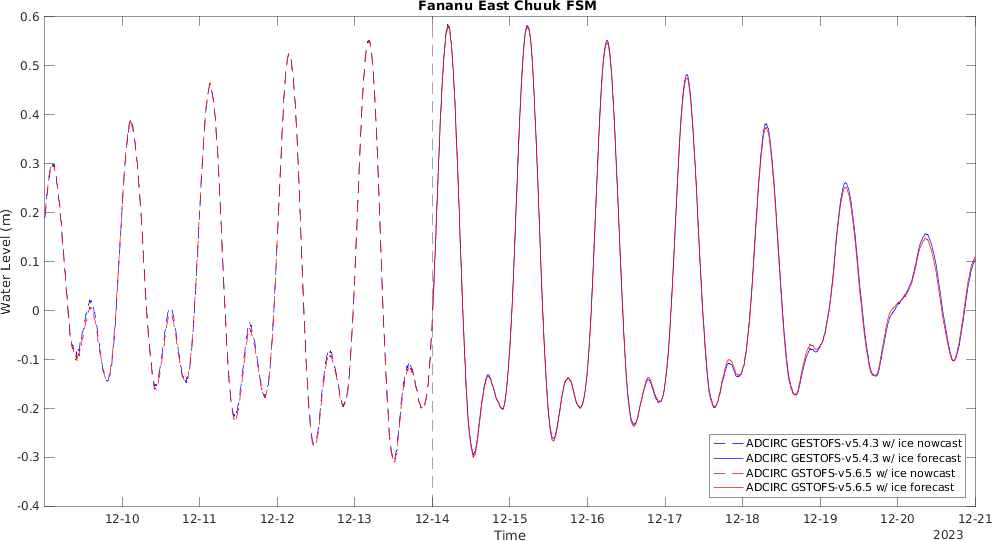 Fananu East Chuuk FSM
0.6
0.5
0.4
0.3
0.2
0.1
0
-0.1
-0.2
-0.3
-0.4
Water Level (m)
ADCIRC GESTOFS-v5.4.3 w/ ice nowcast
ADCIRC GESTOFS-v5.4.3 w/ ice forecast
ADCIRC GSTOFS-v5.6.5 w/ ice nowcast
ADCIRC GSTOFS-v5.6.5 w/ ice forecast
12-10 12-11 12-12 12-13 12-14 12-15 12-16 12-17 12-18 12-19 12-20 12-21
Time
2023